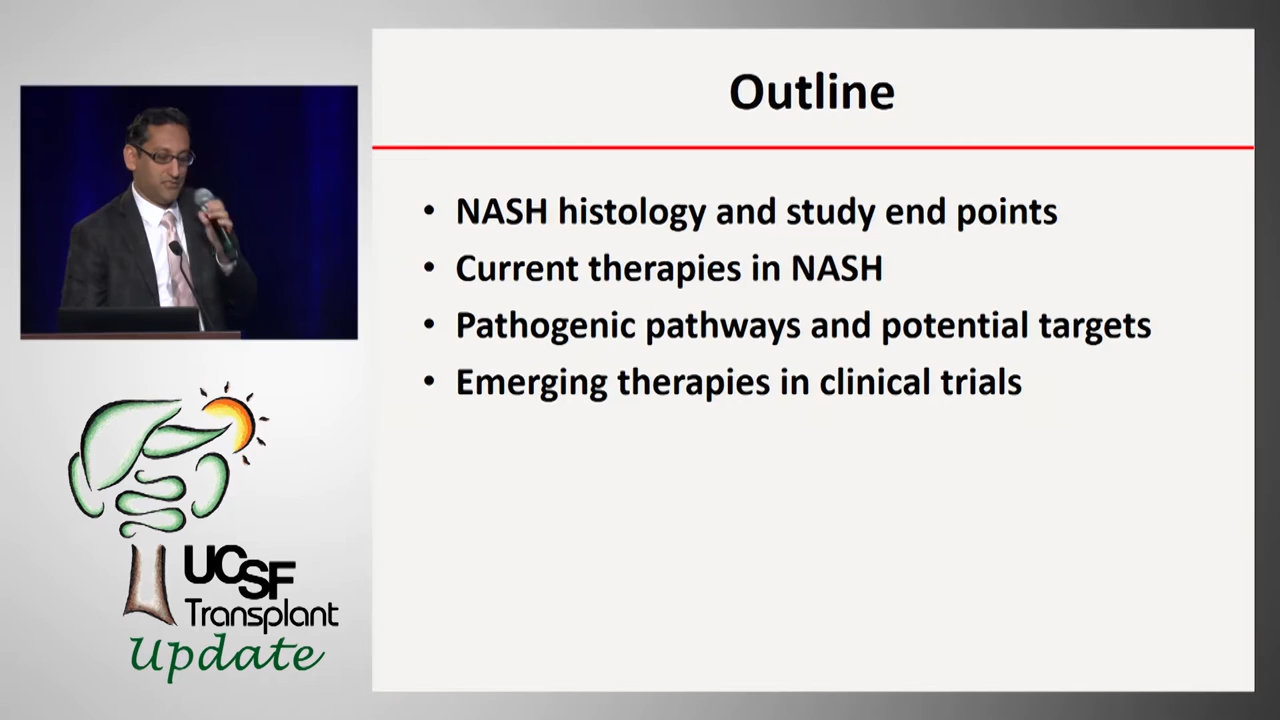 Outline
• NASH histology and study end points
• Current therapies in NASH
• Pathogenic pathways and potential targets
• Emerging therapies in clinical trials
UCSF
Transplant
Update